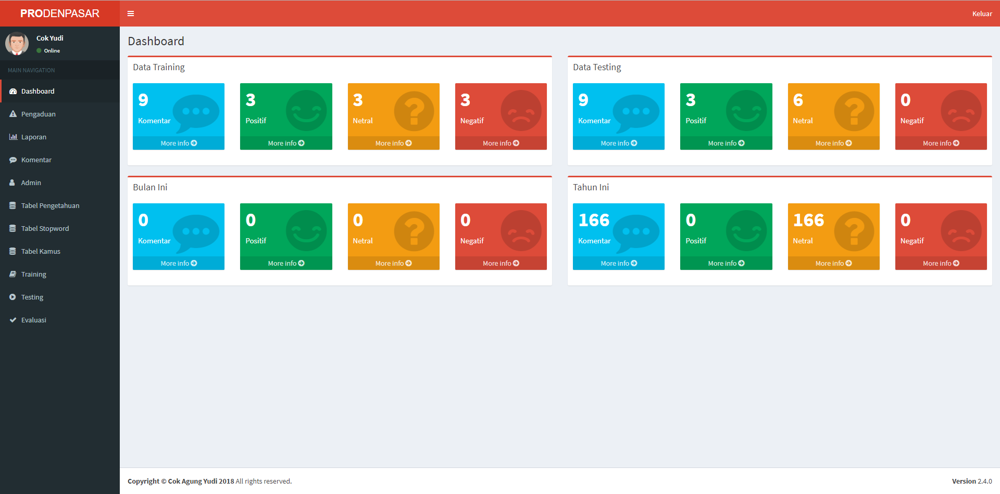 PRODENPASAR
Keluar
Cok Yudi
Online
MAIN NAVIGATION
Dashboard
Pengaduan
Laporan
Komentar
Admin
Tabel Pengetahuan
Tabel Stopword
Tabel Kamus
Training
Testing
Evaluasi
Dashboard
Data Training
9
Komentar
More info
3
Positif
More info
3
Netral
More info
3
Negatif
More info
Data Testing
9
Komentar
More info
3
Positif
More info
6
Netral
More info
0
Negatif
More info
Bulan Ini
0
Komentar
More info
0
Positif
More info
0
Netral
More info
0
Negatif
More info
Tahun Ini
166
Komentar
More info
0
Positif
More info
166
Netral
More info
0
Negatif
More info
Copyright © Cok Agung Yudi 2018 All rights reserved.
Version 2.4.0